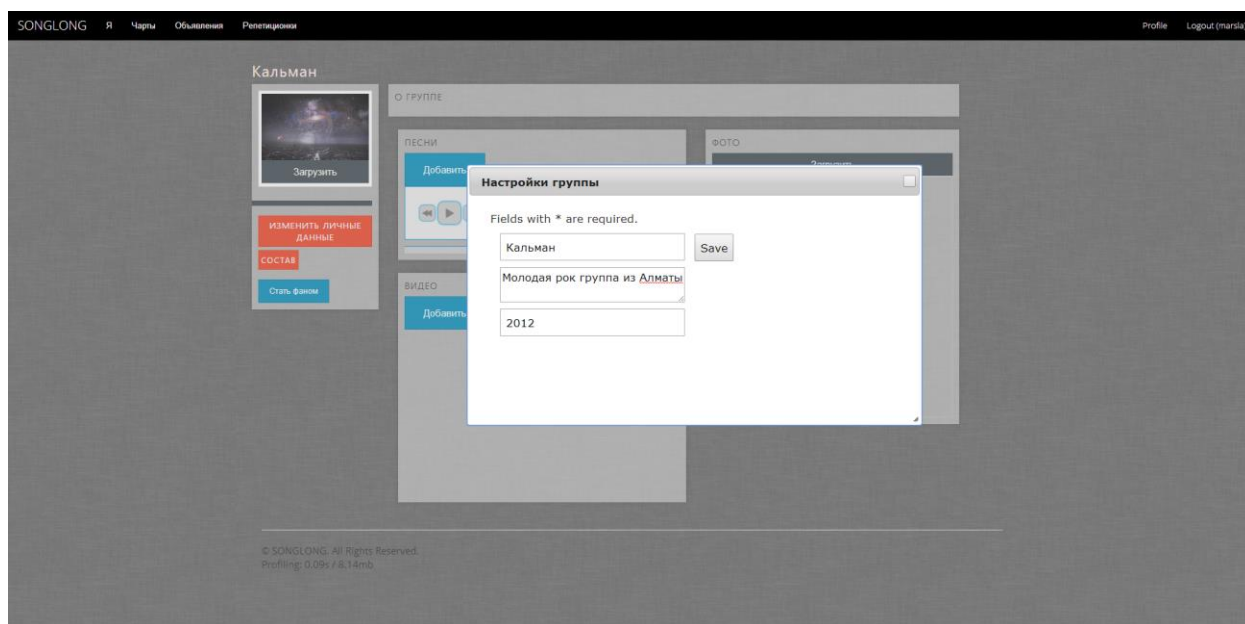 SONGLONG Я Чарты Объявления Репетиционки Profile Logout (marsla)
Кальман
О ГРУППЕ
ПЕСНИ
ФОТО
Добавить
Загрузить
Загрузить
Настройки группы
Fields with * are required.
ИЗМЕНИТЬ ЛИЧНЫЕ
ДАННЫЕ
Кальман
Save
СОСТАВ
Молодая рок группа из Алматы
Стать фаном
ВИДЕО
Добавить
2012
© SONGLONG. All Rights Reserved.
Profiling: 0.09s / 8.14mb